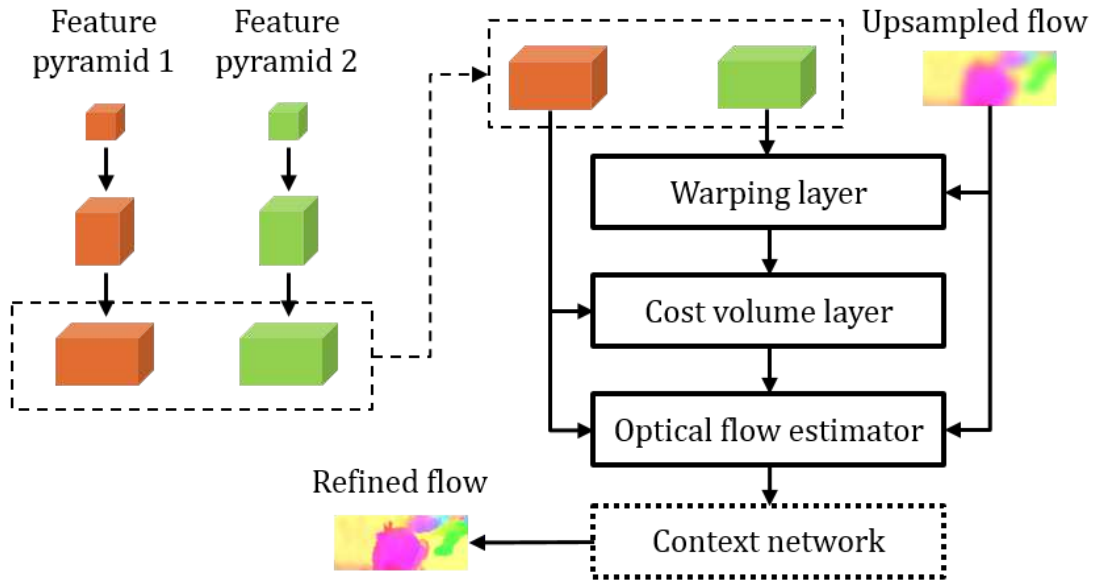 Feature
pyramid 1
Feature
pyramid 2
Upsampled flow
Warping layer
Cost volume layer
Optical flow estimator
Refined flow
Context network